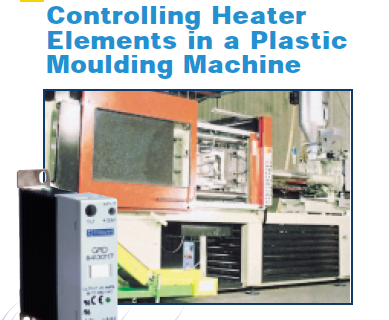 Controlling Heater
Elements in a Plastic
Moulding Machine